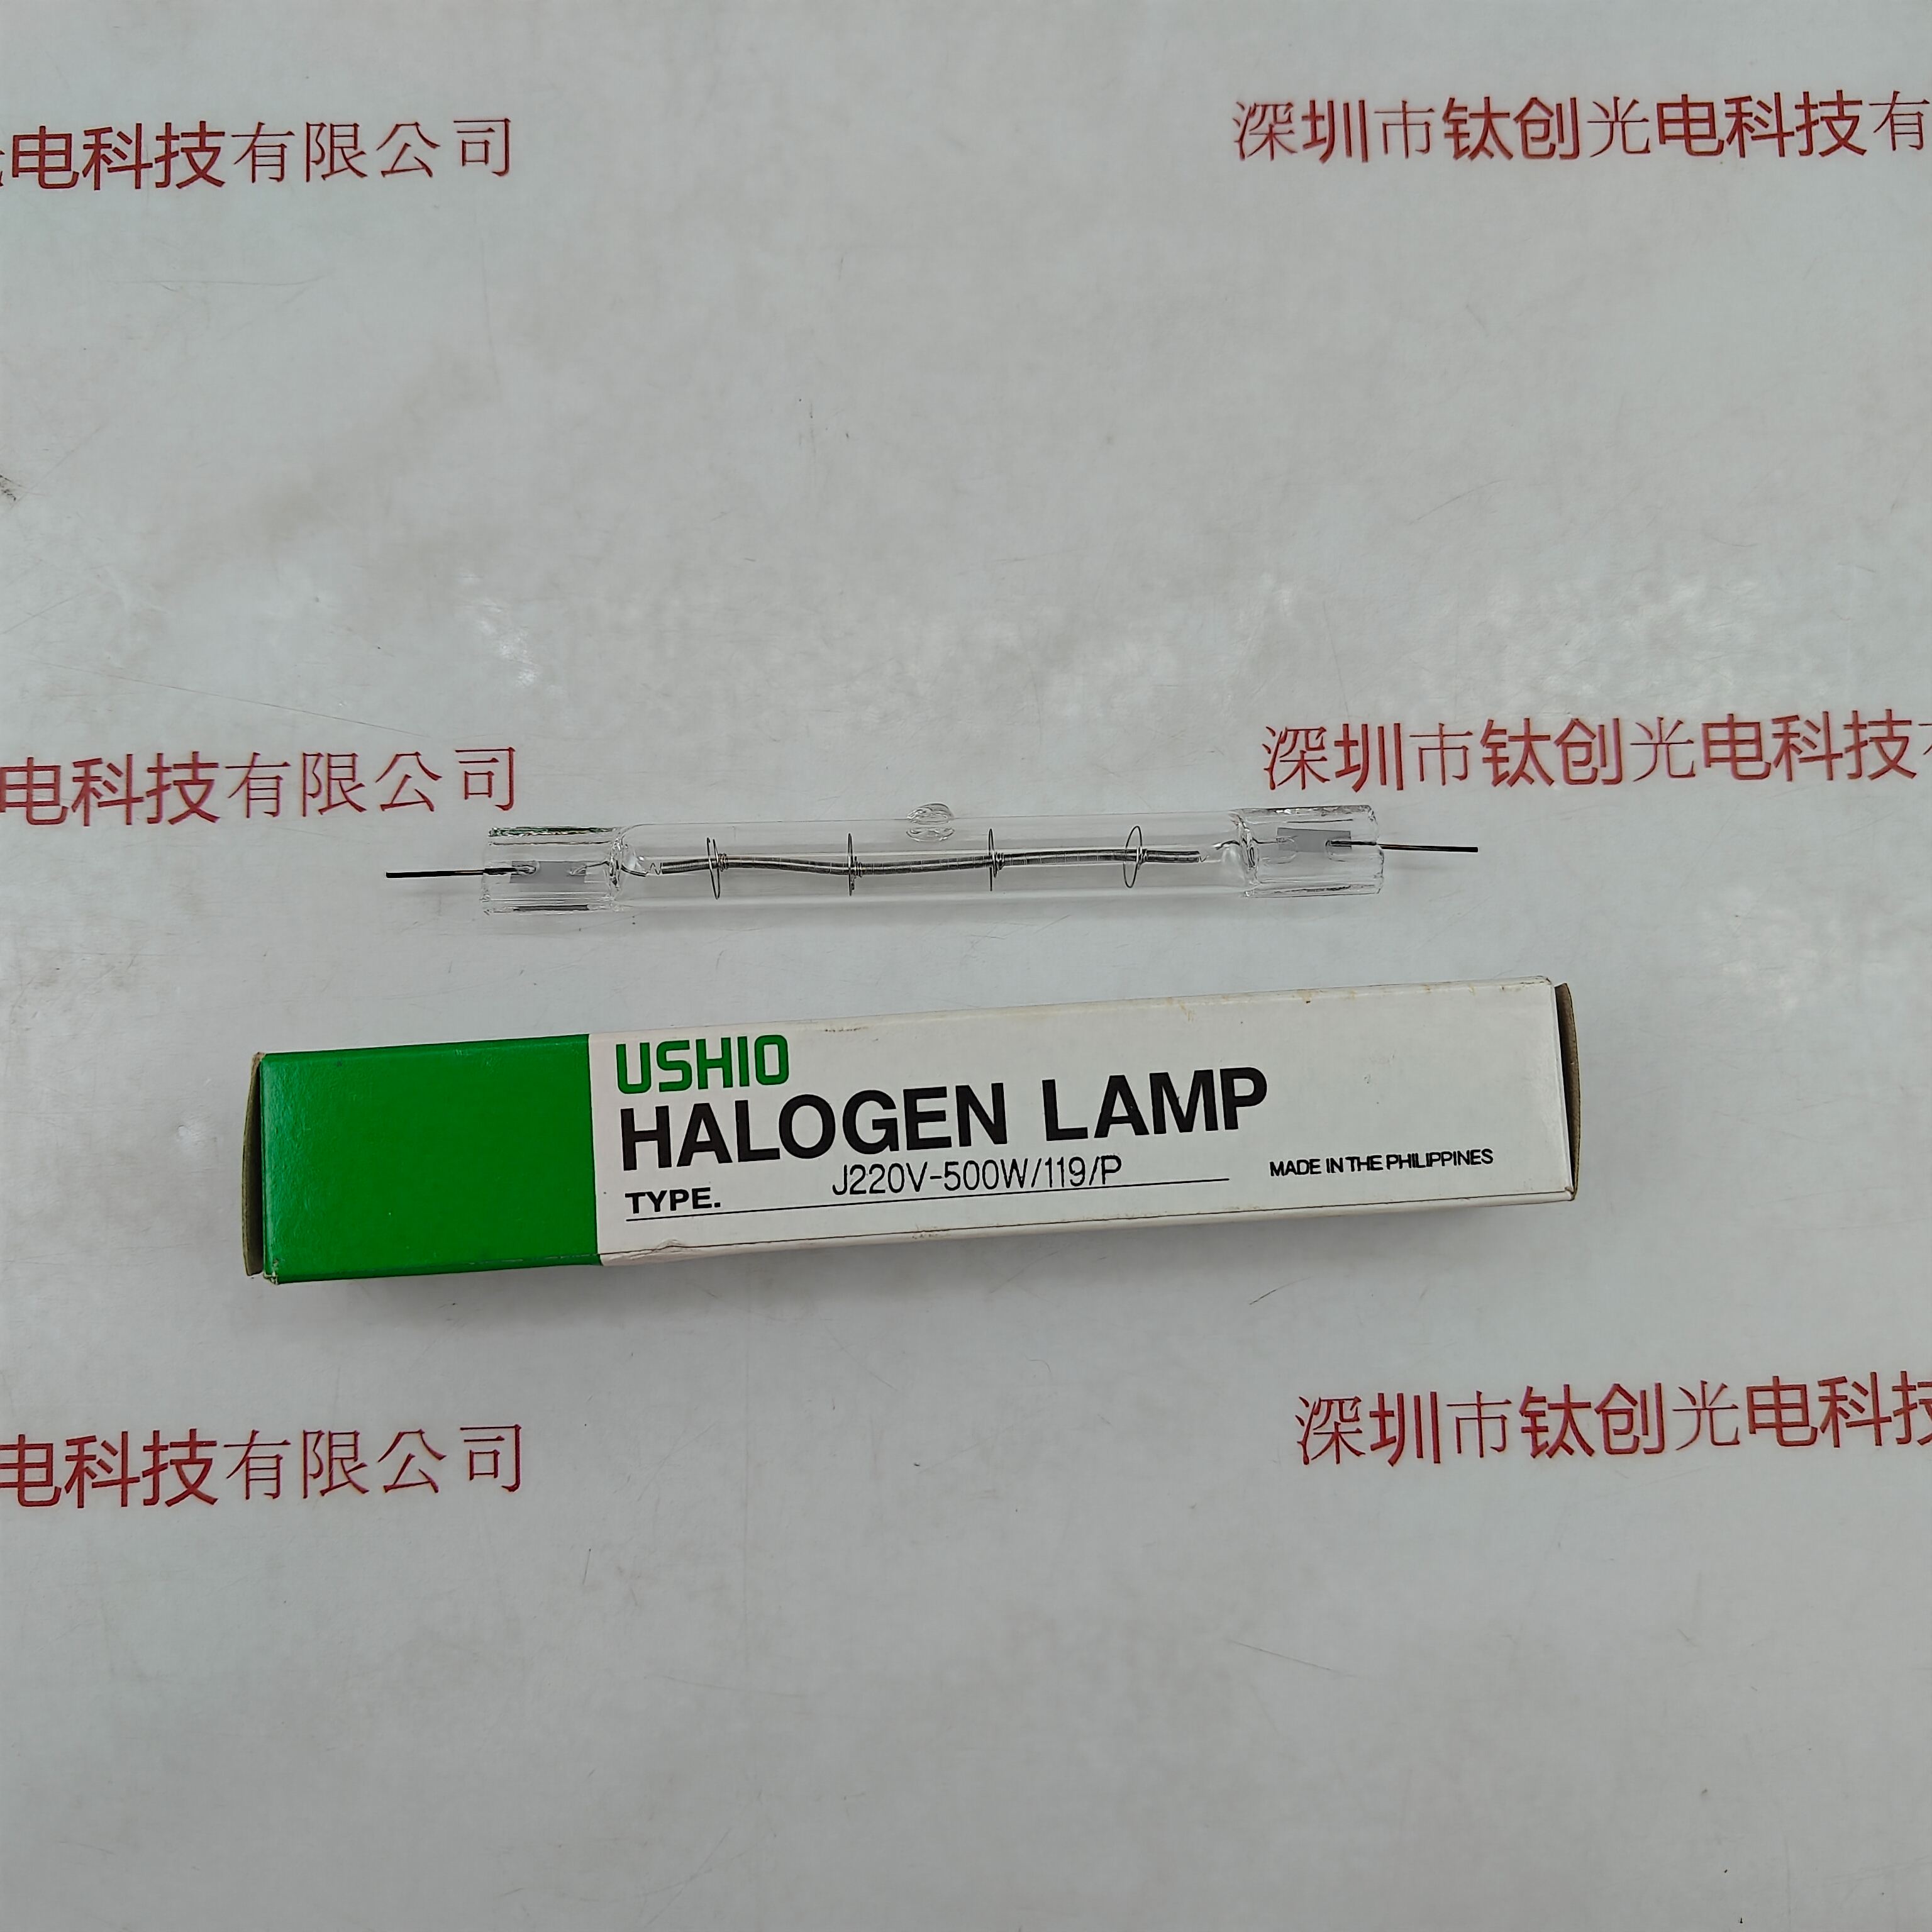 电科技有限公司
深圳市钛创光电科技有
电科技有限公司
深圳市钛创光电科技
USHIO
HALOGEN LAMP
TYPE. J220V-500W/119/P
MADE IN THE PHILIPPINES
电科技有限公司
深圳市钛创光电科技